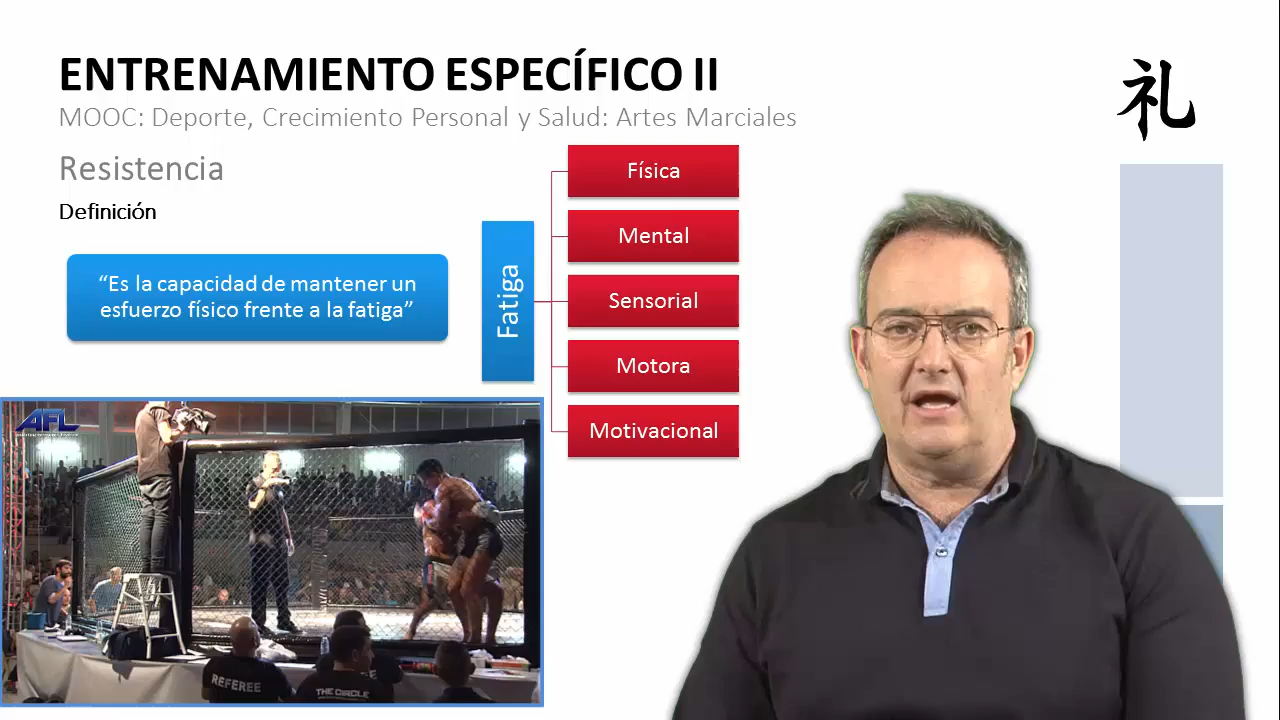 ENTRENAMIENTO ESPECÍFICO II
MOOC: Deporte, Crecimiento Personal y Salud: Artes Marciales
礼
Resistencia
Definición
“Es la capacidad de mantener un
esfuerzo físico frente a la fatiga”
Fatiga
Física
Mental
Sensorial
Motora
Motivacional
AFL
REFEREE
THE CIRCLE